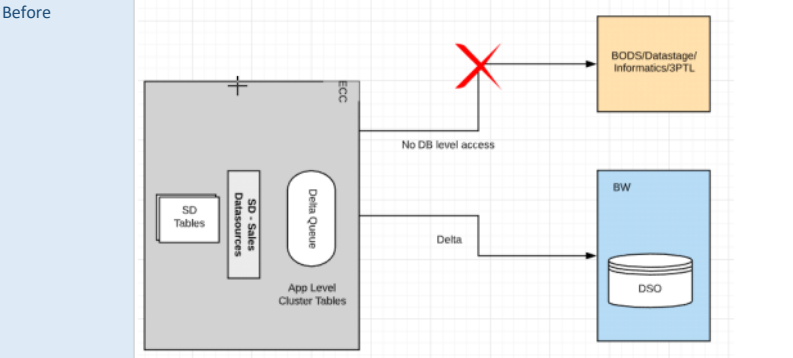 Before
BODS/Datastage/
Informatics/3PTL
ECC
No DB level access
BW
SD
Tables
SD - Sales
Datasources
Delta Queue
Delta
DSO
App Level
Cluster Tables